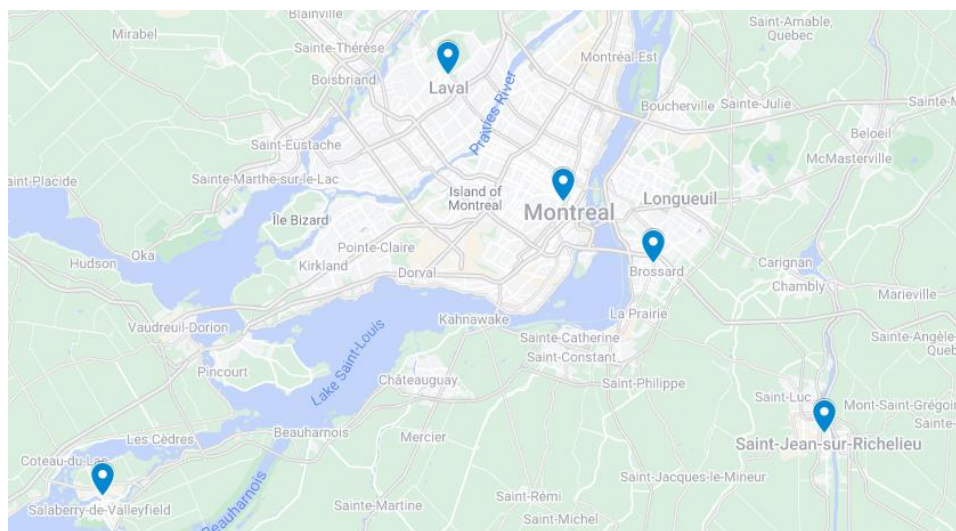 Blainville
Saint-Amable,
Quebec
Mirabel
Sainte-Thérèse
Montréal-Est
Boisbriand
Laval
Prairies River
Boucherville
Sainte-Julie
Sainte-M
Beloeil
Saint-Eustache
McMasterville
aint-Placide
Sainte-Marthe-sur-le-Lac
Island of
Montreal
Longueuil
Île Bizard
Montreal
Pointe-Claire
Oka
Hudson
Kirkland
Dorval
Brossard
Carignan
Chambly
Marieville
Vaudreuil-Dorion
Kahnawake
La Prairie
Sainte-Catherine
Saint-Constant
Sainte-Angèle-
Queb
Pincourt
Lake Saint-Louis
Châteauguay
Saint-Philippe
Saint-Luc
Mont-Saint-Grégoi
Sainte-
Les Cèdres
Beauharnois
Mercier
Saint-Jean-sur-Richelieu
Coteau-du-Lac
Saint-Jacques-le-Mineur
Salaberry-de-Valleyfield
Beauharnois
Sainte-Martine
Saint-Rémi
Saint-Michel